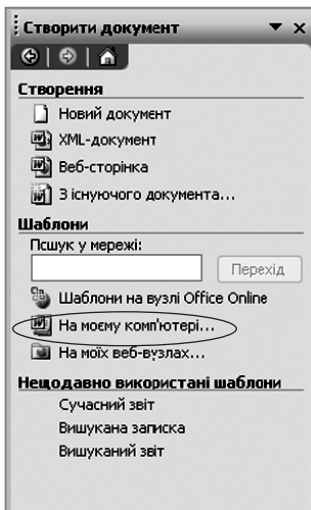 Створити документ
Створення
Новий документ
XML-документ
Веб-сторінка
З існуючого документа...
Шаблони
Пошук у мережі:
Перехід
Шаблони на вузлі Office Online
На моєму комп'ютері...
На моїх веб-вузлах...
Нещодавно використані шаблони
Сучасний звіт
Вишукана записка
Вишуканий звіт